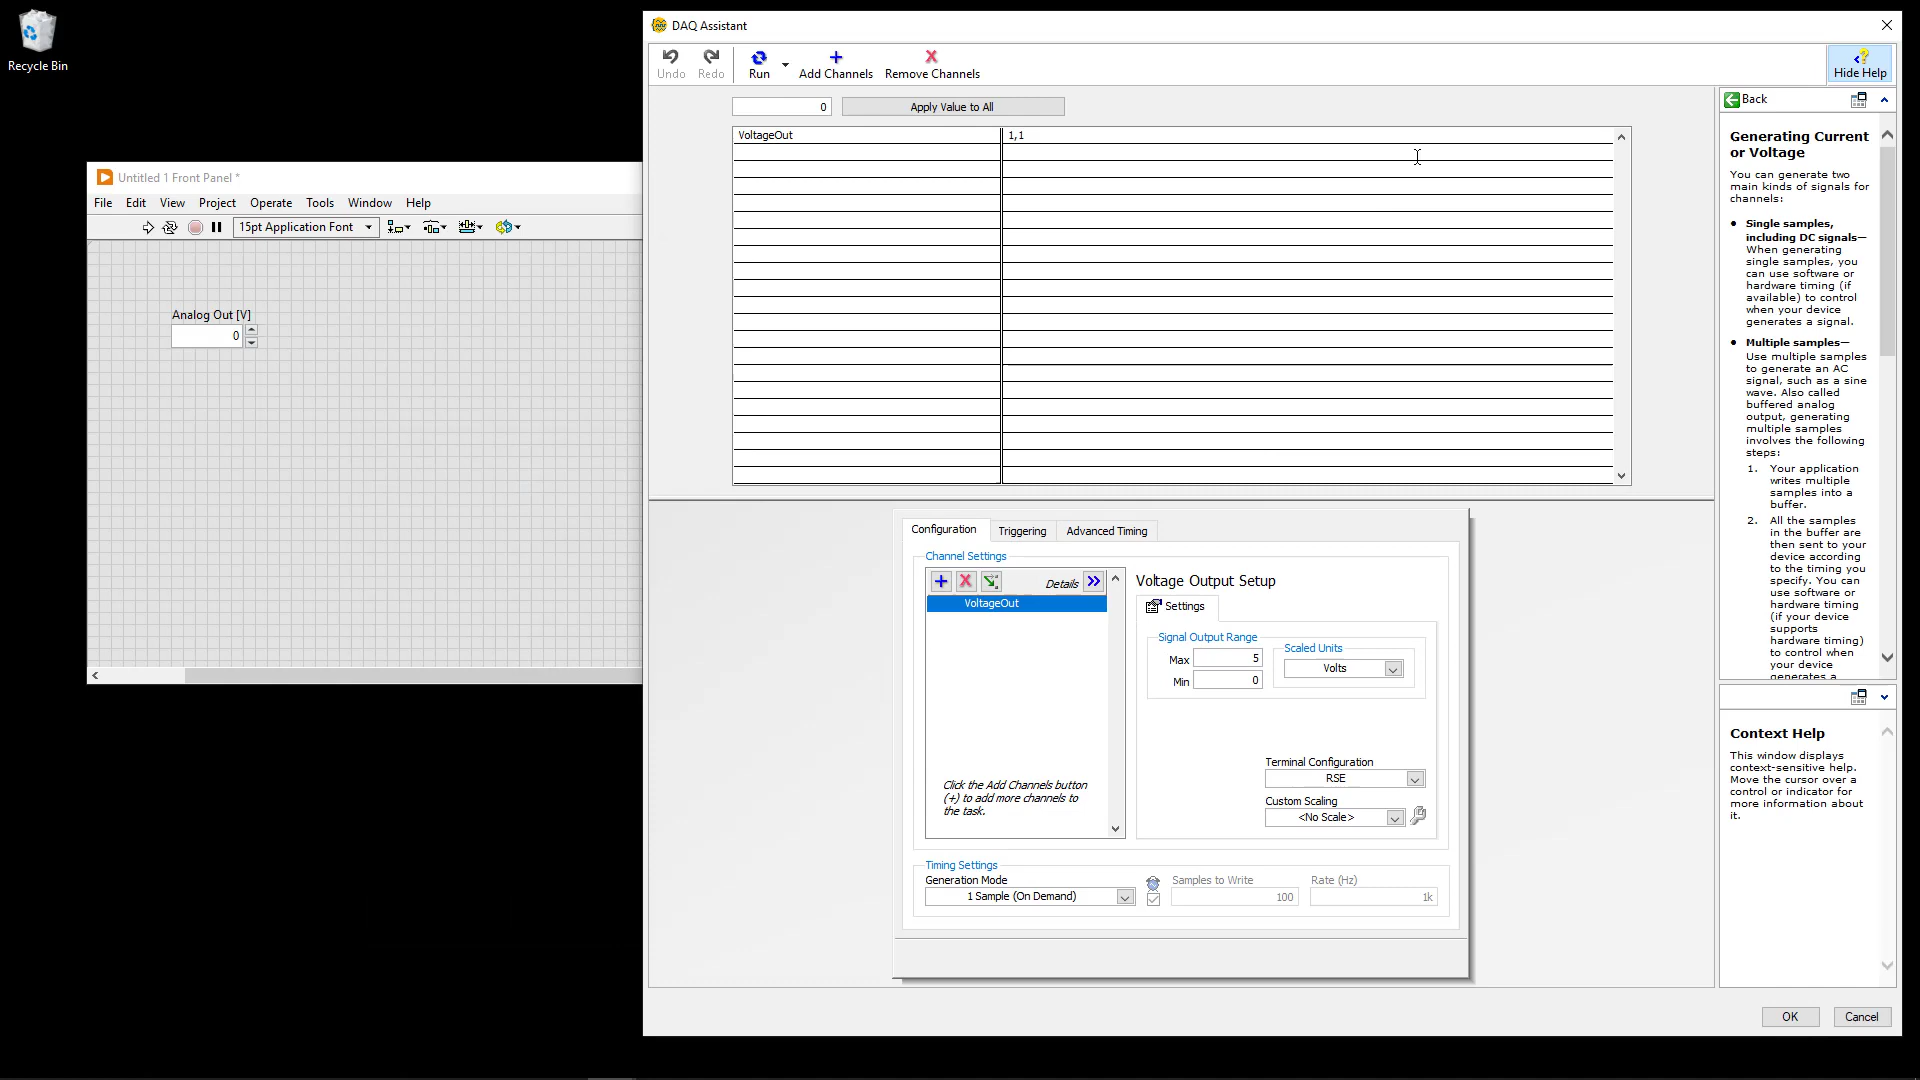 Recycle Bin
Untitled 1 Front Panel *
File Edit View Project Operate Tools Window Help
15pt Application Font
Analog Out [V]
0
DAQ Assistant
Undo Redo Run Add Channels Remove Channels
Hide Help
0 Apply Value to All
VoltageOut 1,1
Configuration Triggering Advanced Timing
Channel Settings
Details
VoltageOut
Click the Add Channels button
(+) to add more channels to
the task.
Voltage Output Setup
Settings
Signal Output Range
Max 5
Min 0
Scaled Units
Volts
Terminal Configuration
RSE
Custom Scaling
<No Scale>
Timing Settings
Generation Mode
1 Sample (On Demand)
Samples to Write
100
Rate (Hz)
1k
Back
Generating Current
or Voltage
You can generate two
main kinds of signals for
channels:
Single samples,
including DC signals—
When generating
single samples, you
can use software or
hardware timing (if
available) to control
when your device
generates a signal.
Multiple samples—
Use multiple samples
to generate an AC
signal, such as a sine
wave. Also called
buffered analog
output, generating
multiple samples
involves the following
steps:
1. Your application
writes multiple
samples into a
buffer.
2. All the samples
in the buffer are
then sent to your
device according
to the timing you
specify. You can
use software or
hardware timing
(if your device
supports
hardware timing)
to control when
your device
generates a
Context Help
This window displays
context-sensitive help.
Move the cursor over a
control or indicator for
more information about
it.
OK Cancel